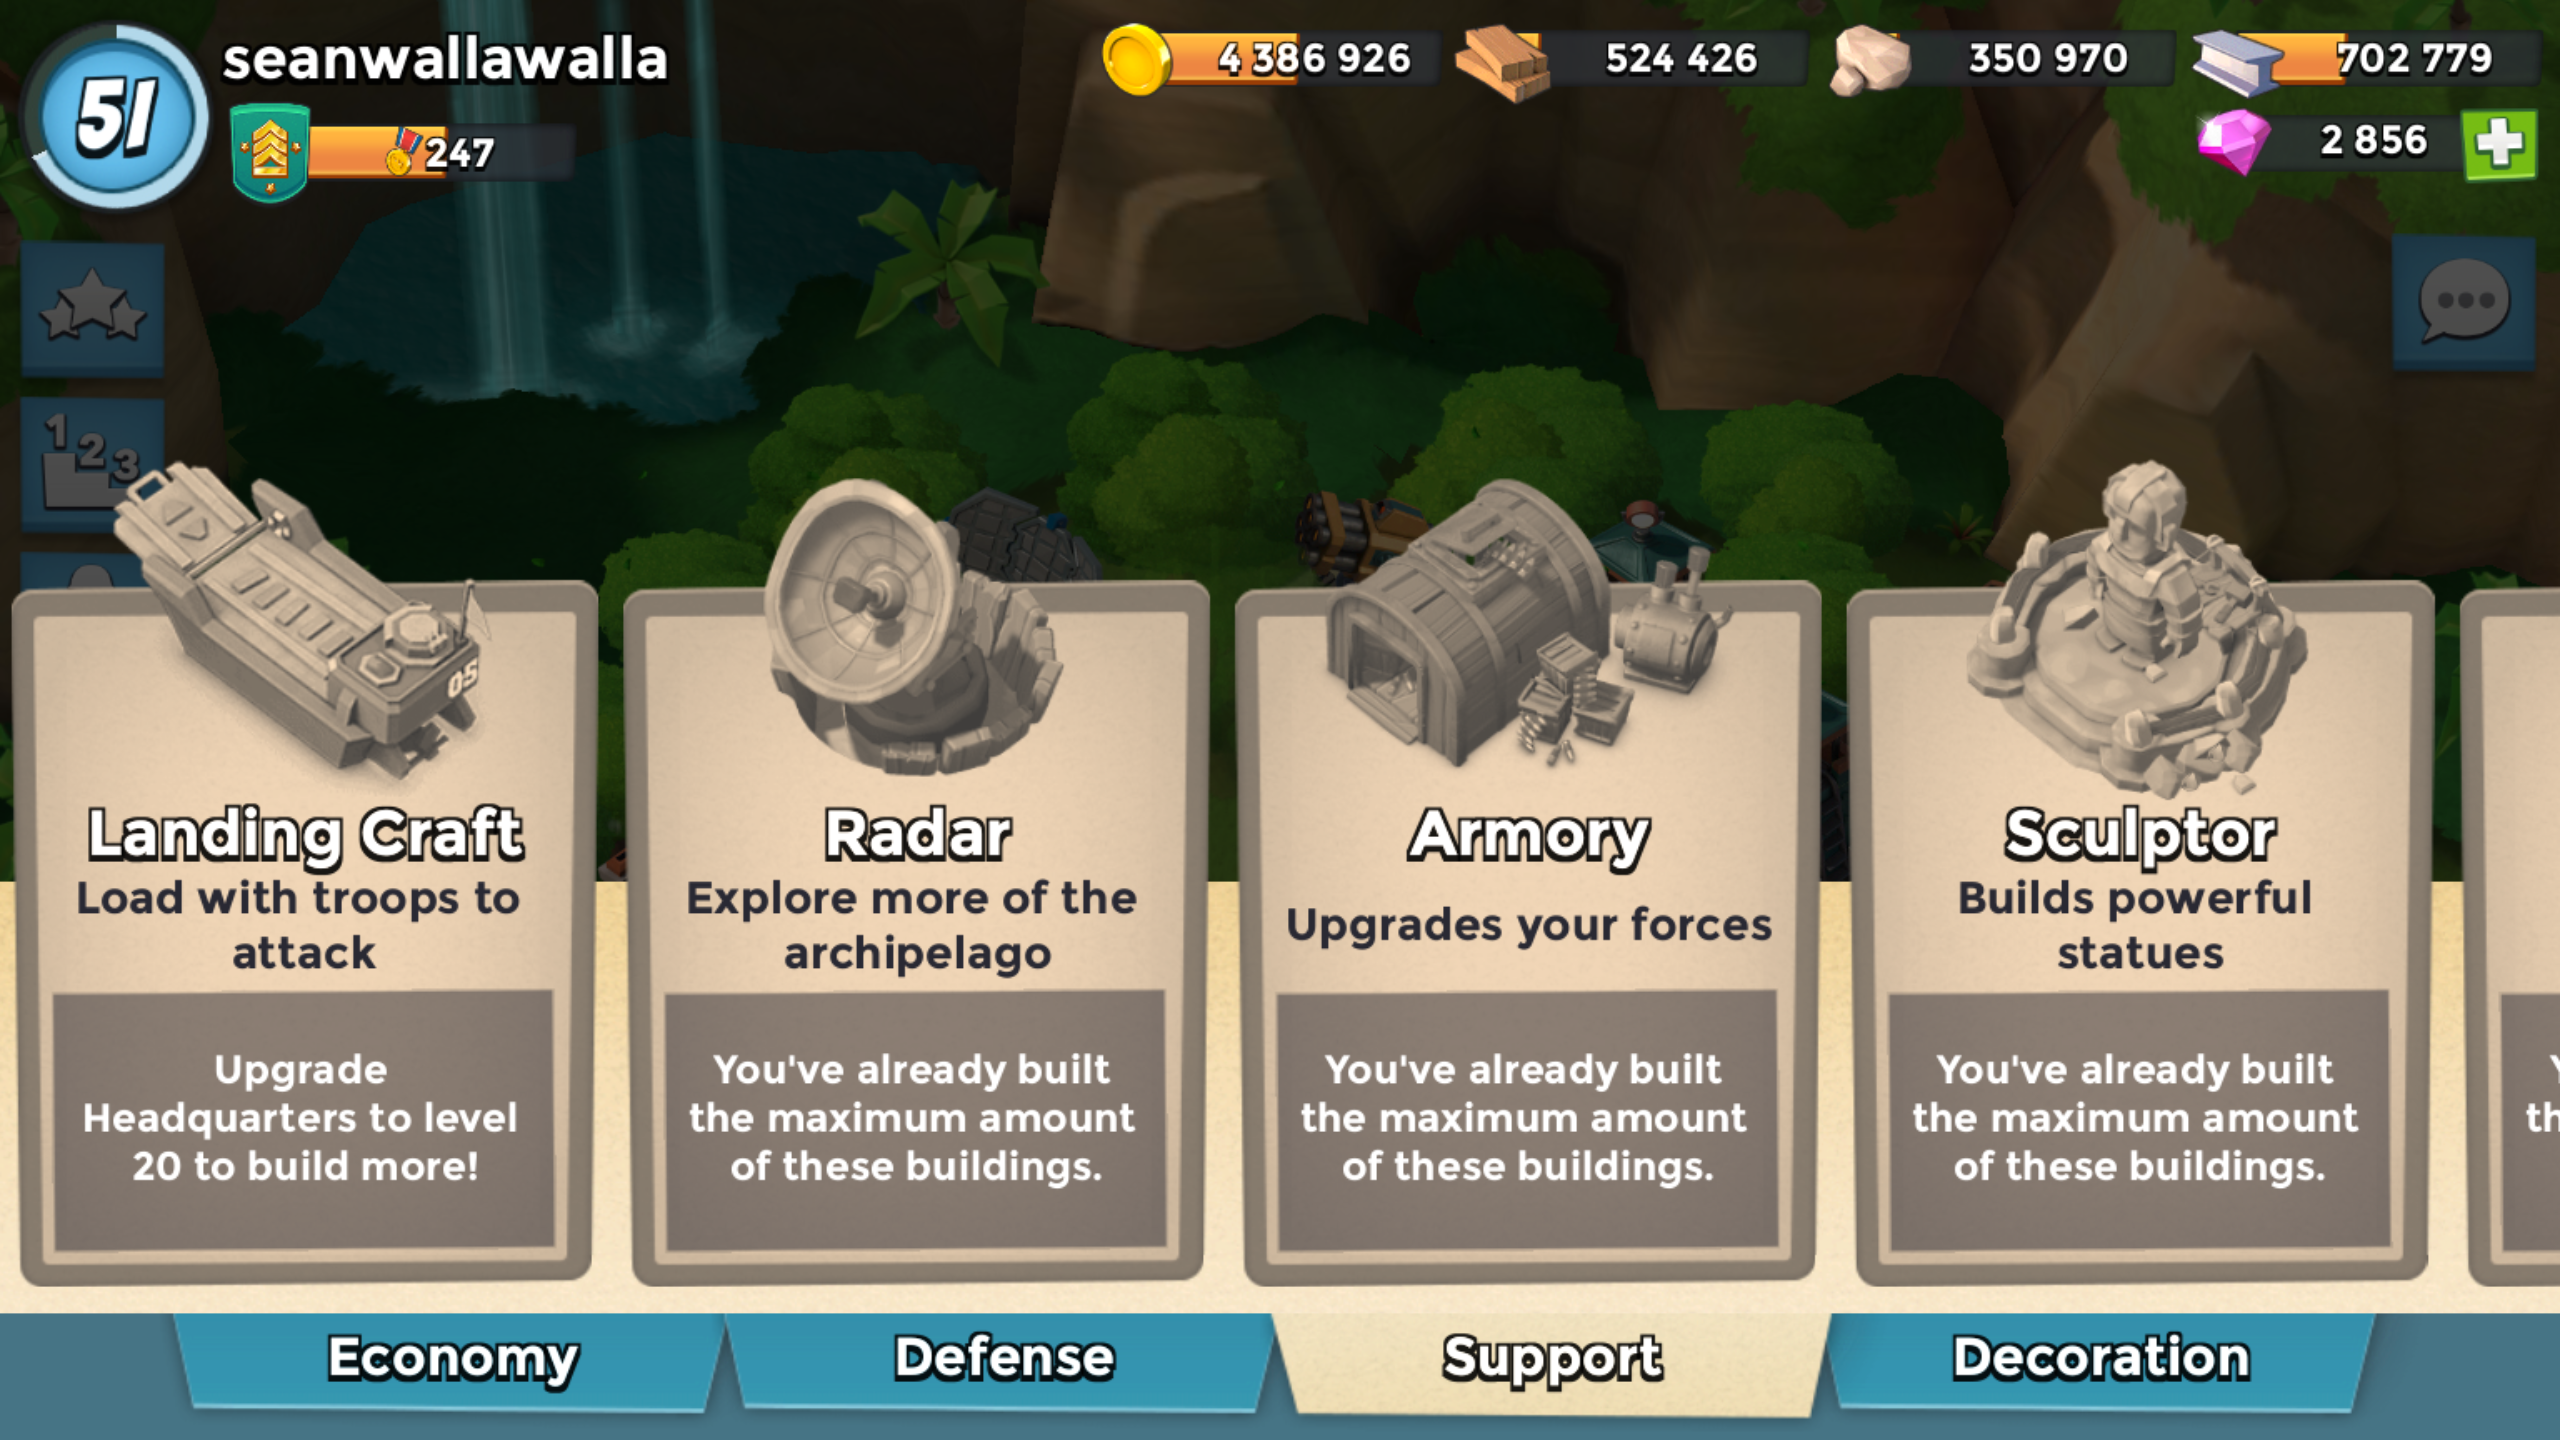 51
seanwallawalla
4 386 926
524 426
350 970
702 779
247
2 856
1 2 3
05
Landing Craft
Load with troops to
attack
Upgrade
Headquarters to level
20 to build more!
Radar
Explore more of the
archipelago
You've already built
the maximum amount
of these buildings.
Armory
Upgrades your forces
You've already built
the maximum amount
of these buildings.
Sculptor
Builds powerful
statues
You've already built
the maximum amount
of these buildings.
Economy
Defense
Support
Decoration